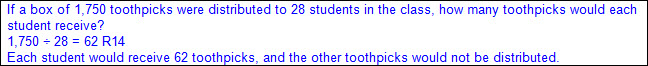 If a box of 1,750 toothpicks were distributed to 28 students in the class, how many toothpicks would each
student receive?
1,750 ÷ 28 = 62 R14
Each student would receive 62 toothpicks, and the other toothpicks would not be distributed.